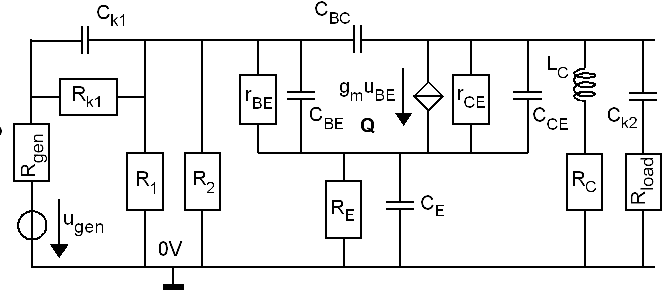 C_k1
C_BC
R_k1
r_BE
C_BE
g_m u_BE
Q
r_CE
C_CE
L_C
C_k2
R_gen
R_1
R_2
R_E
C_E
R_C
R_load
u_gen
0V